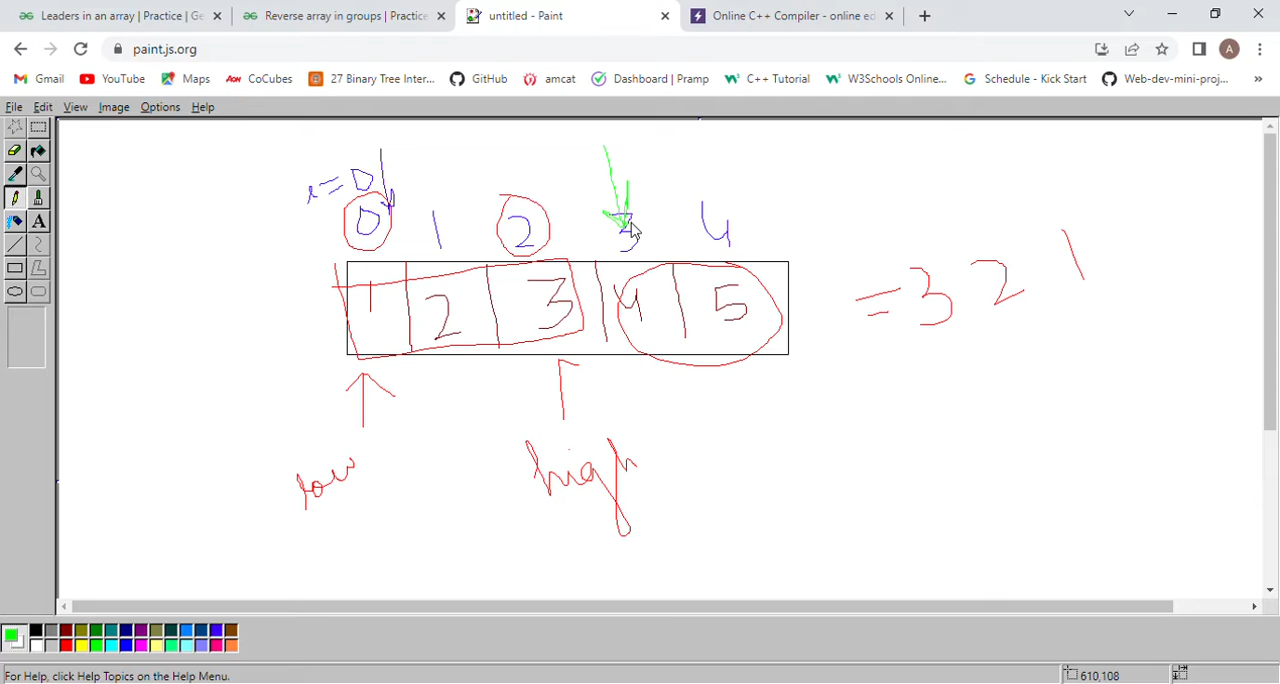 Leaders in an array | Practice | Ge
Reverse array in groups | Practice
untitled - Paint
Online C++ Compiler - online ed
paint.js.org
A
Gmail
YouTube
Maps
CoCubes
27 Binary Tree Inter...
GitHub
amcat
Dashboard | Pramp
C++ Tutorial
W3Schools Onlin...
Schedule - Kick Start
Web-dev-mini-proj...
»
File Edit View Image Options Help
i=0
0 1 2 3 4
1 2 3 4 5
= 3 2 1
low
high
For Help, click Help Topics on the Help Menu.
610,108